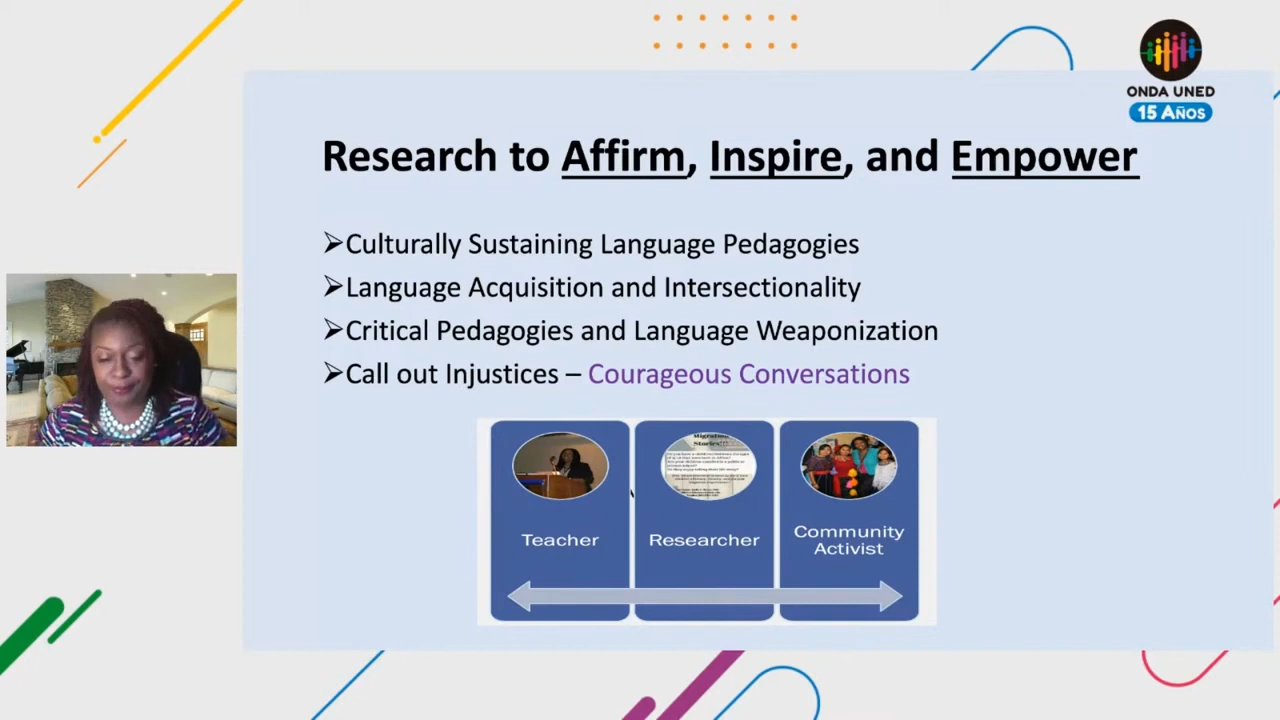 ONDA UNED
15 AÑOS
Research to Affirm, Inspire, and Empower
➢Culturally Sustaining Language Pedagogies
➢Language Acquisition and Intersectionality
➢Critical Pedagogies and Language Weaponization
➢Call out Injustices – Courageous Conversations
Stories!!!
Teacher
Researcher
Community
Activist